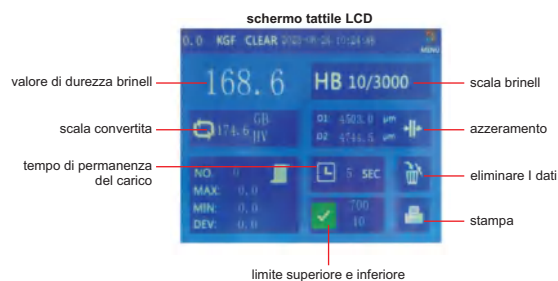 schermo tattile LCD
0.0 KGF CLEAR
MENU
valore di durezza brinell
168.6
HB 10/3000
scala brinell
scala convertita
174.6
GB
HV
D1 4503.0 µm
D2 4744.5 µm
azzeramento
tempo di permanenza
del carico
NO. 0
MAX: 0.0
MIN: 0.0
DEV: 0.0
5 SEC
eliminare I dati
700
10
stampa
limite superiore e inferiore